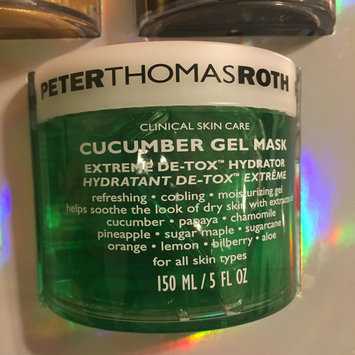 PETERTHOMASROTH
CLINICAL SKIN CARE
CUCUMBER GEL MASK
EXTREME DE-TOX™ HYDRATOR
HYDRATANT DE-TOX™ EXTRÊME
refreshing • cooling • moisturizing gel
helps soothe the look of dry skin with extracts of
cucumber • papaya • chamomile
pineapple • sugar maple • sugarcane
orange • lemon • bilberry • aloe
for all skin types
150 ML / 5 FL OZ